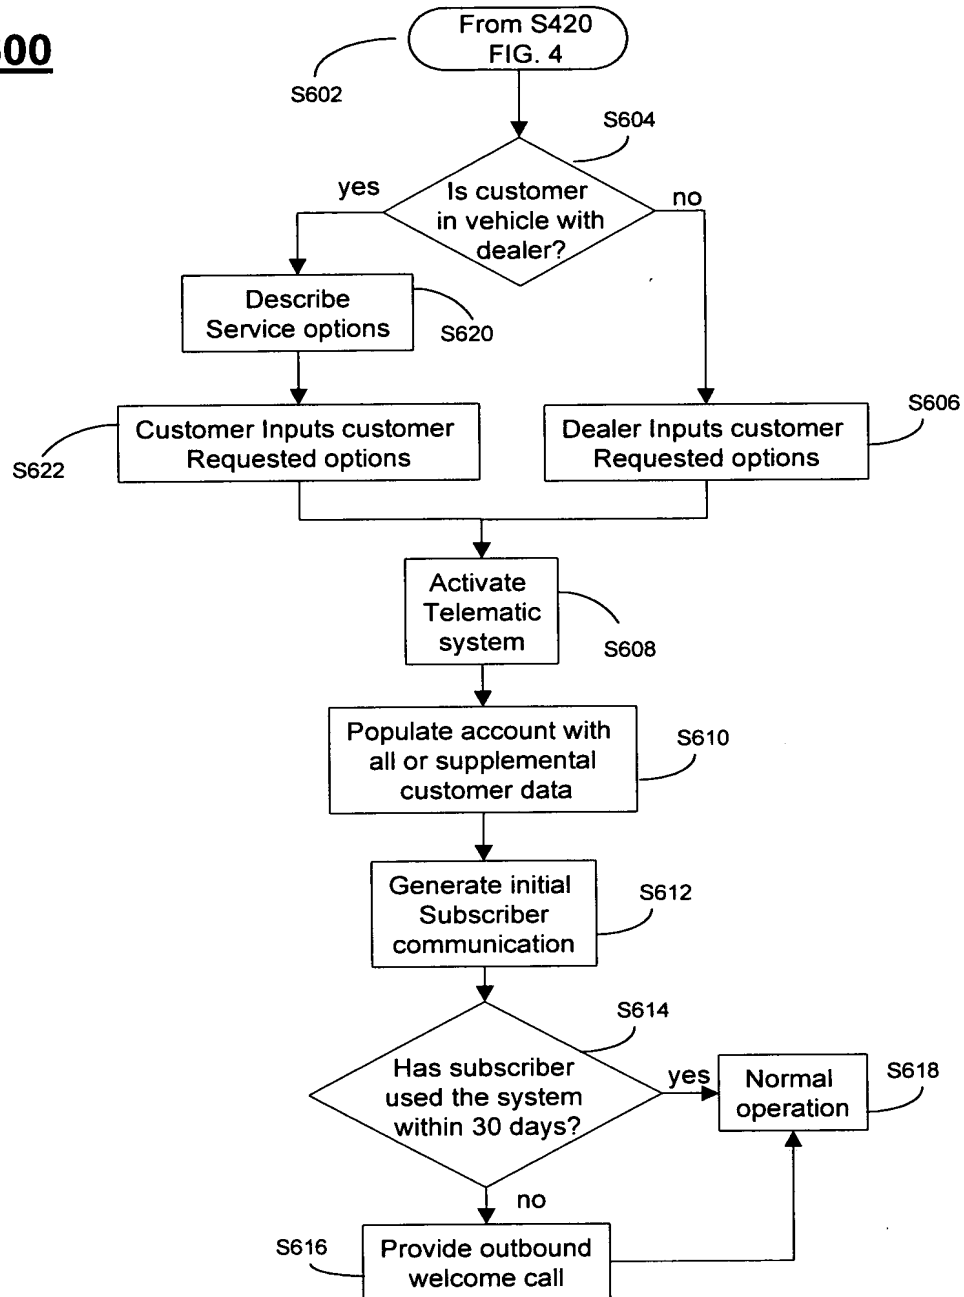 From S420
FIG. 4
S602
S604
Is customer
in vehicle with
dealer?
yes
no
Describe
Service options
S620
Customer Inputs customer
Requested options
S622
Dealer Inputs customer
Requested options
S606
Activate
Telematic
system
S608
Populate account with
all or supplemental
customer data
S610
Generate initial
Subscriber
communication
S612
S614
Has subscriber
used the system
within 30 days?
yes
Normal
operation
S618
no
S616
Provide outbound
welcome call